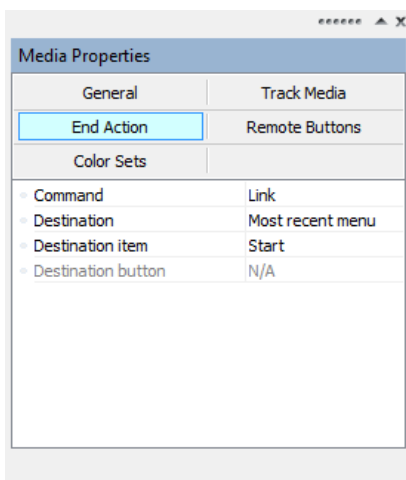 Media Properties
General Track Media
End Action Remote Buttons
Color Sets
Command Link
Destination Most recent menu
Destination item Start
Destination button N/A